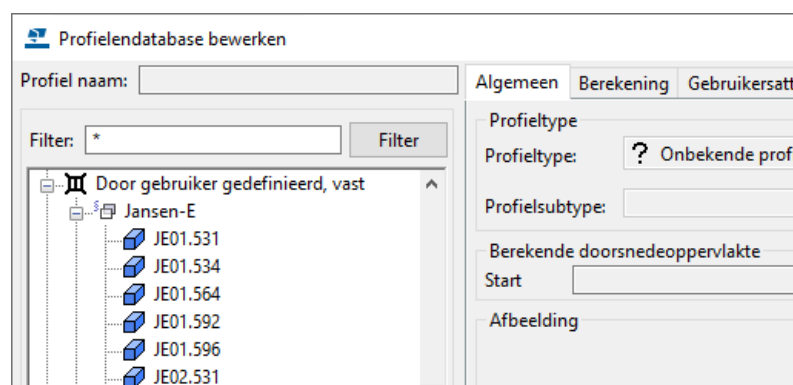 Profielendatabase bewerken
Profiel naam:
Algemeen Berekening Gebruikersatt
Filter: * Filter
Profieltype
Profieltype: ? Onbekende prof
Profielsubtype:
Door gebruiker gedefinieerd, vast
Jansen-E
JE01.531
JE01.534
JE01.564
JE01.592
JE01.596
JE02.531
Berekende doorsnedeoppervlakte
Start
Afbeelding